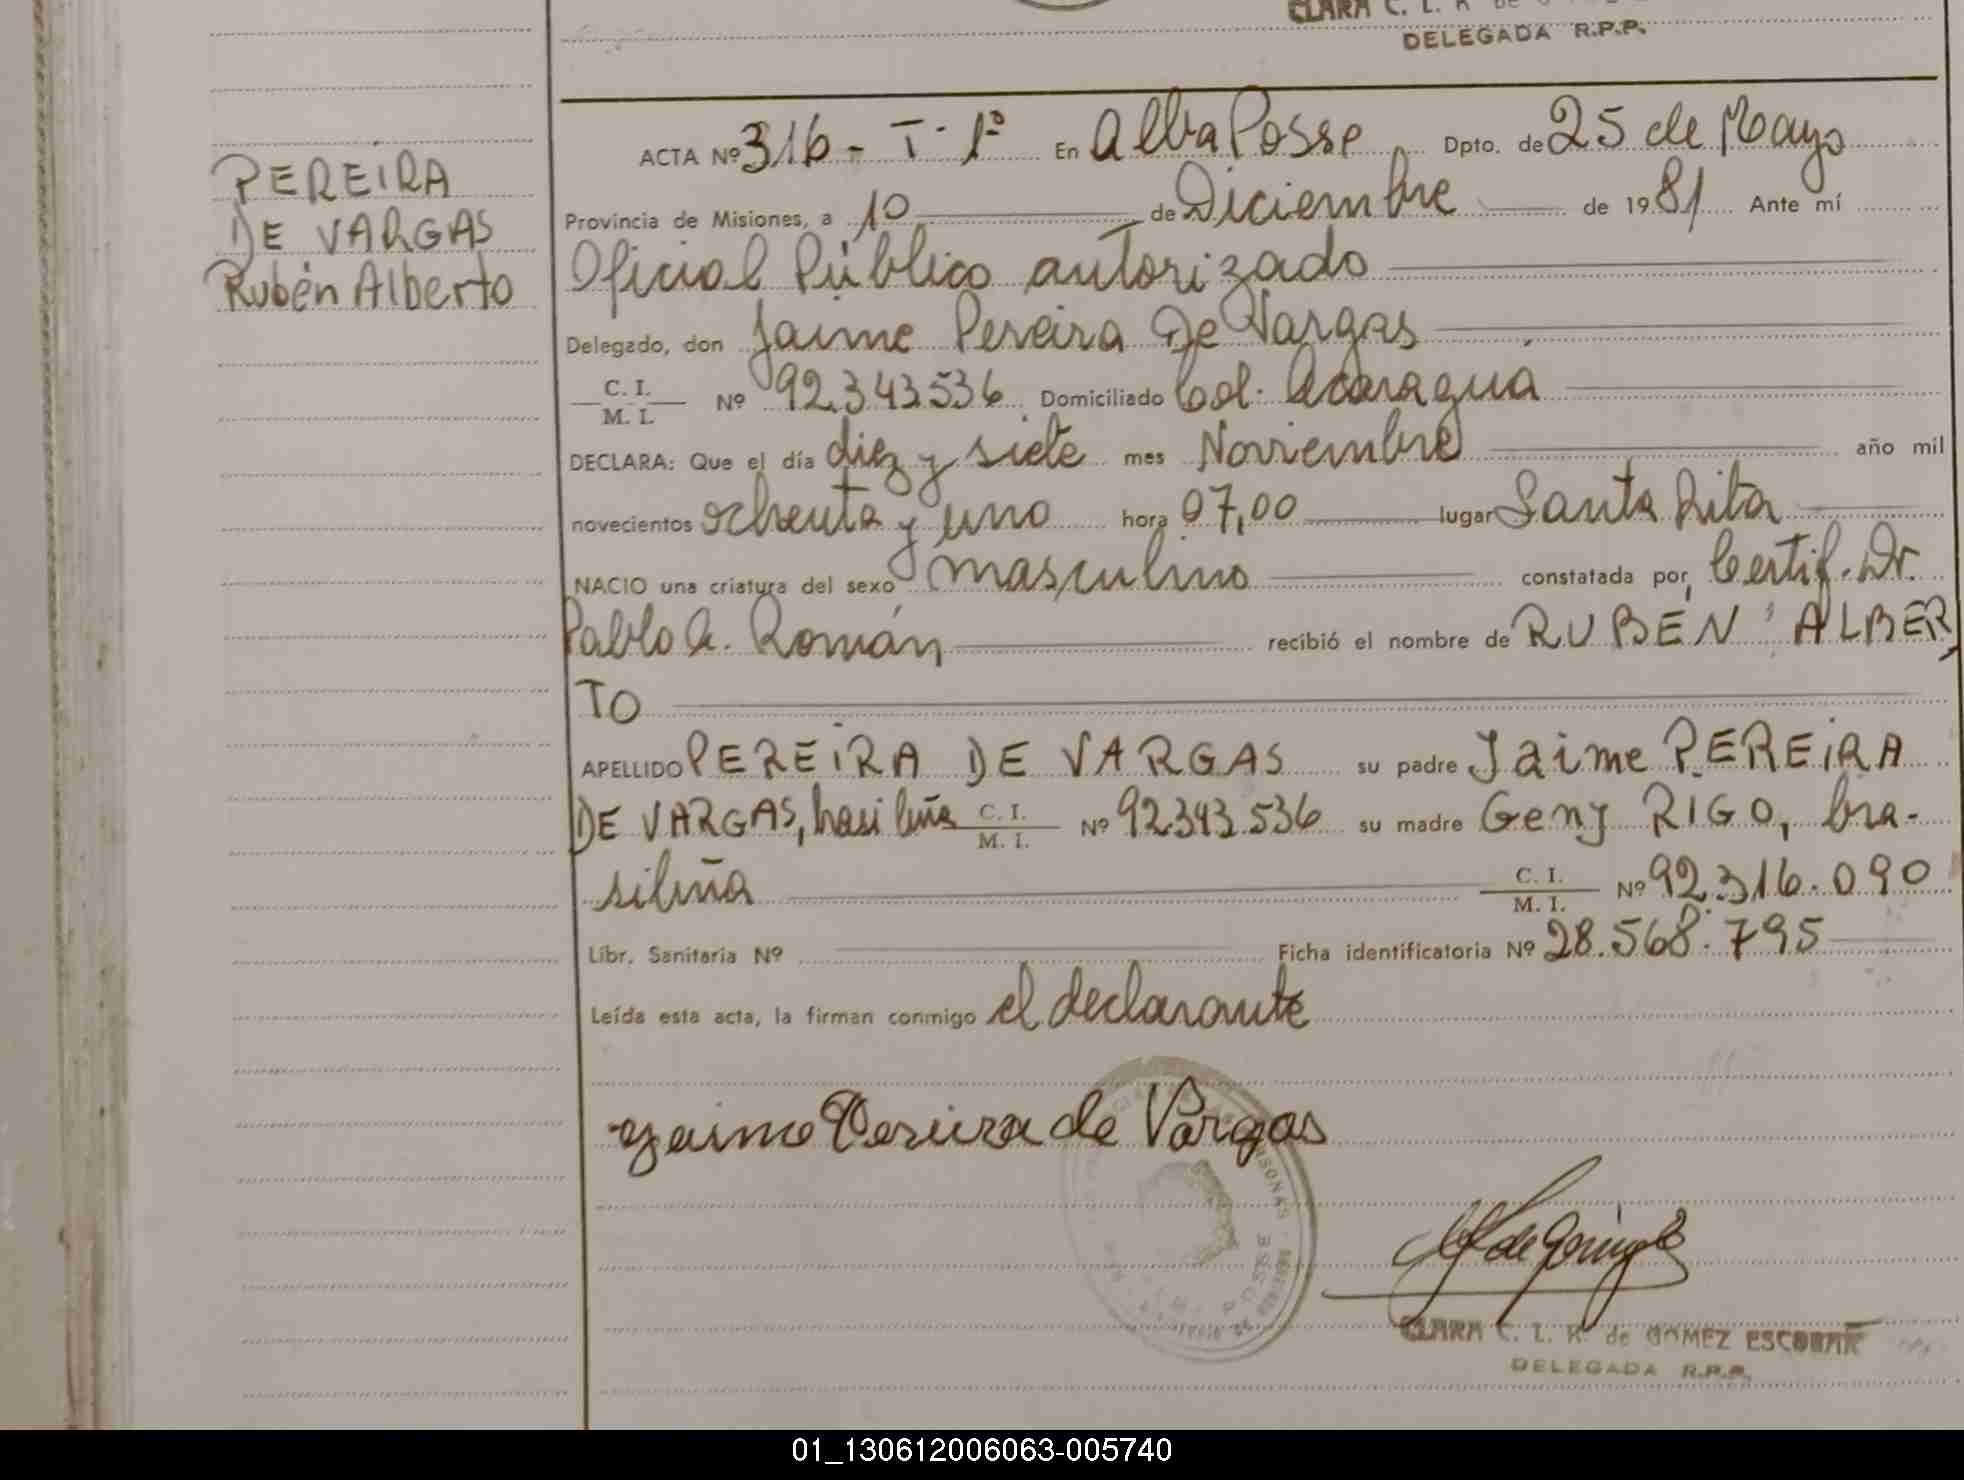 CLARA C. L. R. de
DELEGADA R.P.P.
PEREIRA
DE VARGAS
Rubén Alberto
ACTA Nº 316 - T. 1º En Alba Posse Dpto. de 25 de Mayo
Provincia de Misiones, a 10 de Diciembre de 1981 Ante mí
Oficial Público autorizado
Delegado, don Jaime Pereira De Vargas
C. I.
M. I. Nº 92.343.536 Domiciliado Col. Acaragua
DECLARA: Que el día diez y siete mes Noviembre año mil
novecientos ochenta y uno hora 07,00 lugar Santa Rita
NACIO una criatura del sexo masculino constatada por Certif. Dr.
Pablo A. Román recibió el nombre de RUBÉN ALBER
TO
APELLIDO PEREIRA DE VARGAS su padre Jaime PEREIRA
DE VARGAS, brasileña C. I. M. I. Nº 92.343.536 su madre Geny RIGO, bra-
sileña C. I. M. I. Nº 92.316.090
Libr. Sanitaria Nº Ficha identificatoria Nº 28.568.795
Leída esta acta, la firman conmigo el declarante
Jaime Pereira de Vargas
CLARA C. L. R. de GOMEZ ESCOBAR
DELEGADA R.P.P.
01_130612006063-005740